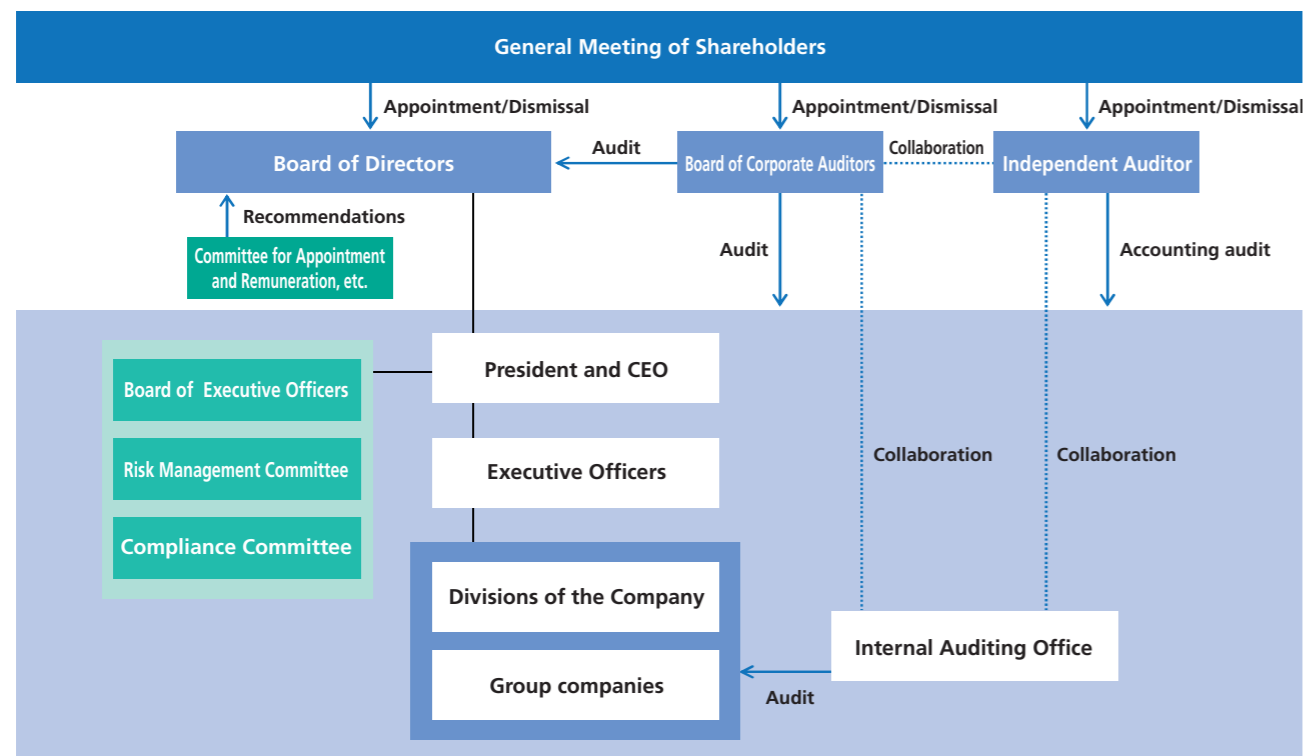 General Meeting of Shareholders
Appointment/Dismissal
Appointment/Dismissal
Appointment/Dismissal
Board of Directors
Audit
Board of Corporate Auditors
Collaboration
Independent Auditor
Recommendations
Committee for Appointment
and Remuneration, etc.
Audit
Accounting audit
President and CEO
Board of Executive Officers
Risk Management Committee
Compliance Committee
Executive Officers
Collaboration
Collaboration
Divisions of the Company
Group companies
Internal Auditing Office
Audit